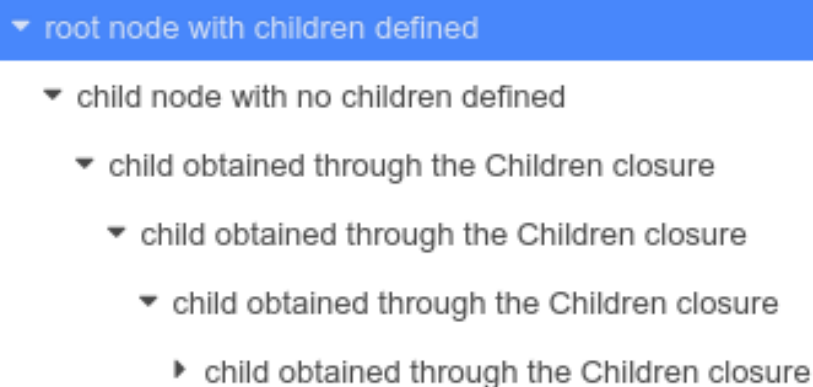 root node with children defined
child node with no children defined
child obtained through the Children closure
child obtained through the Children closure
child obtained through the Children closure
child obtained through the Children closure